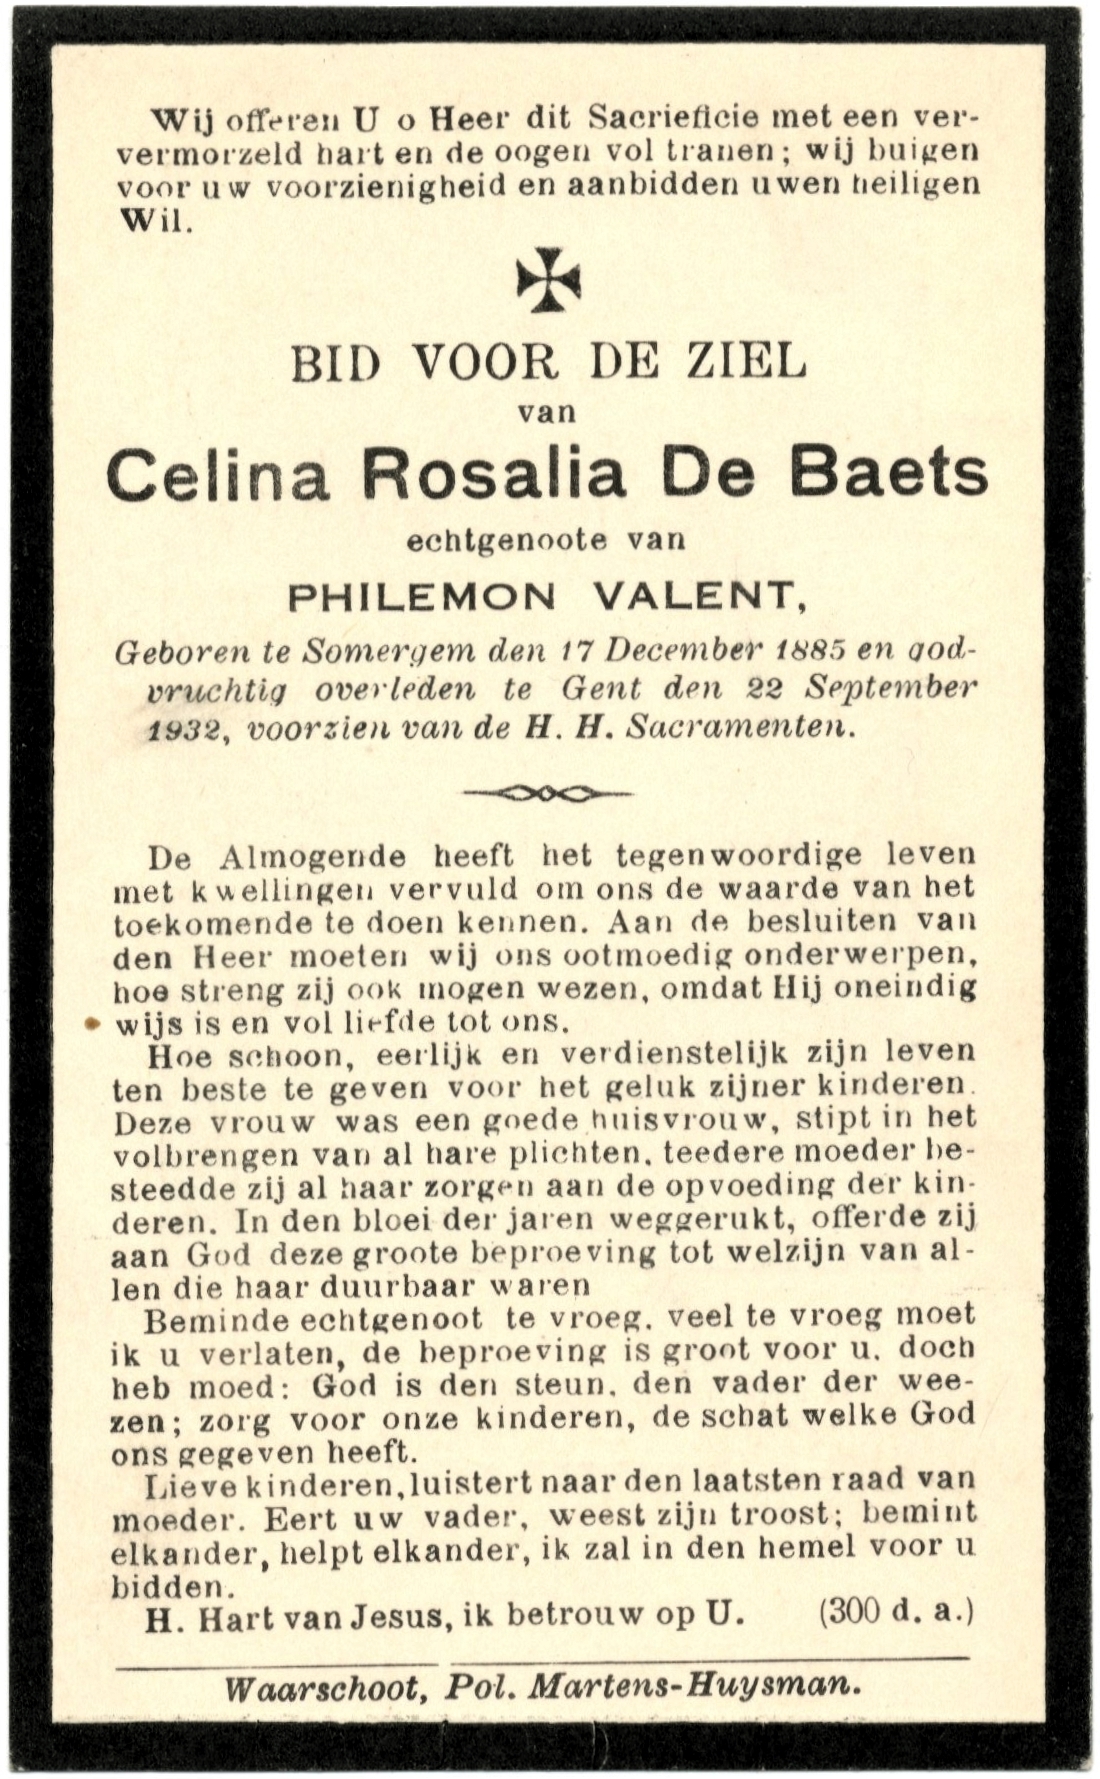 Wij offeren U o Heer dit Sacrieficie met een ver-
vermorzeld hart en de oogen vol tranen; wij buigen
voor uw voorzienigheid en aanbidden uwen heiligen
Wil.
BID VOOR DE ZIEL
van
Celina Rosalia De Baets
echtgenoote van
PHILEMON VALENT,
Geboren te Somergem den 17 December 1885 en god-
vruchtig overleden te Gent den 22 September
1932, voorzien van de H. H. Sacramenten.
De Almogende heeft het tegenwoordige leven
met kwellingen vervuld om ons de waarde van het
toekomende te doen kennen. Aan de besluiten van
den Heer moeten wij ons ootmoedig onderwerpen,
hoe streng zij ook mogen wezen, omdat Hij oneindig
wijs is en vol liefde tot ons.
Hoe schoon, eerlijk en verdienstelijk zijn leven
ten beste te geven voor het geluk zijner kinderen.
Deze vrouw was een goede huisvrouw, stipt in het
volbrengen van al hare plichten. teedere moeder be-
steedde zij al haar zorgen aan de opvoeding der kin-
deren. In den bloei der jaren weggerukt, offerde zij
aan God deze groote beproeving tot welzijn van al-
len die haar duurbaar waren
Beminde echtgenoot te vroeg. veel te vroeg moet
ik u verlaten, de beproeving is groot voor u. doch
heb moed: God is den steun. den vader der wee-
zen; zorg voor onze kinderen, de schat welke God
ons gegeven heeft.
Lieve kinderen, luistert naar den laatsten raad van
moeder. Eert uw vader, weest zijn troost; bemint
elkander, helpt elkander, ik zal in den hemel voor u
bidden.
H. Hart van Jesus, ik betrouw op U. (300 d. a.)
Waarschoot, Pol. Martens-Huysman.